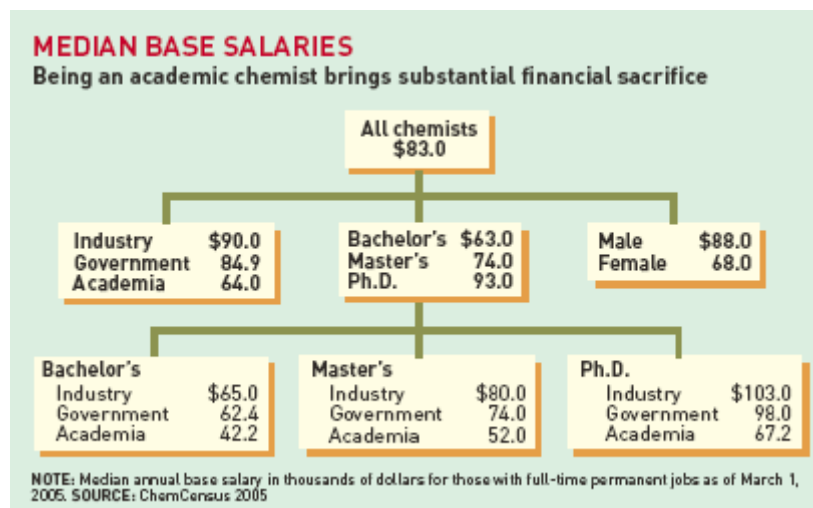 MEDIAN BASE SALARIES
Being an academic chemist brings substantial financial sacrifice
All chemists
$83.0
Industry $90.0
Government 84.9
Academia 64.0
Bachelor's $63.0
Master's 74.0
Ph.D. 93.0
Male $88.0
Female 68.0
Bachelor's
Industry $65.0
Government 62.4
Academia 42.2
Master's
Industry $80.0
Government 74.0
Academia 52.0
Ph.D.
Industry $103.0
Government 98.0
Academia 67.2
NOTE: Median annual base salary in thousands of dollars for those with full-time permanent jobs as of March 1,
2005. SOURCE: ChemCensus 2005